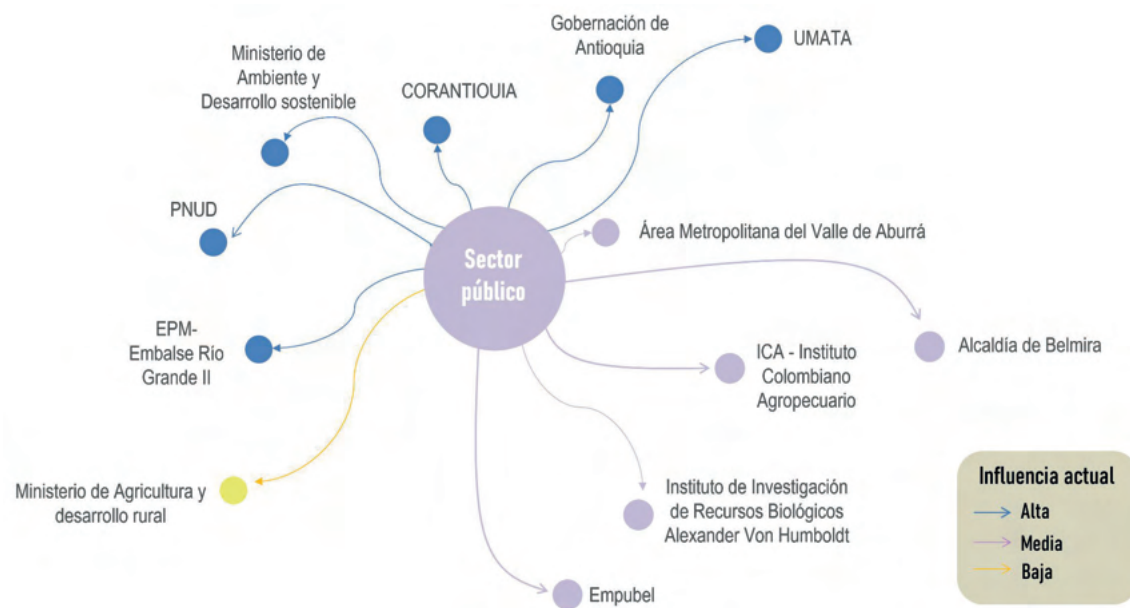 Gobernación de
Antioquia
UMATA
Ministerio de
Ambiente y
Desarrollo sostenible
CORANTIOUIA
PNUD
Área Metropolitana del Valle de Aburrá
Sector
público
EPM-
Embalse Río
Grande II
Alcaldía de Belmira
ICA - Instituto
Colombiano
Agropecuario
Ministerio de Agricultura y
desarrollo rural
Instituto de Investigación
de Recursos Biológicos
Alexander Von Humboldt
Empubel
Influencia actual
Alta
Media
Baja